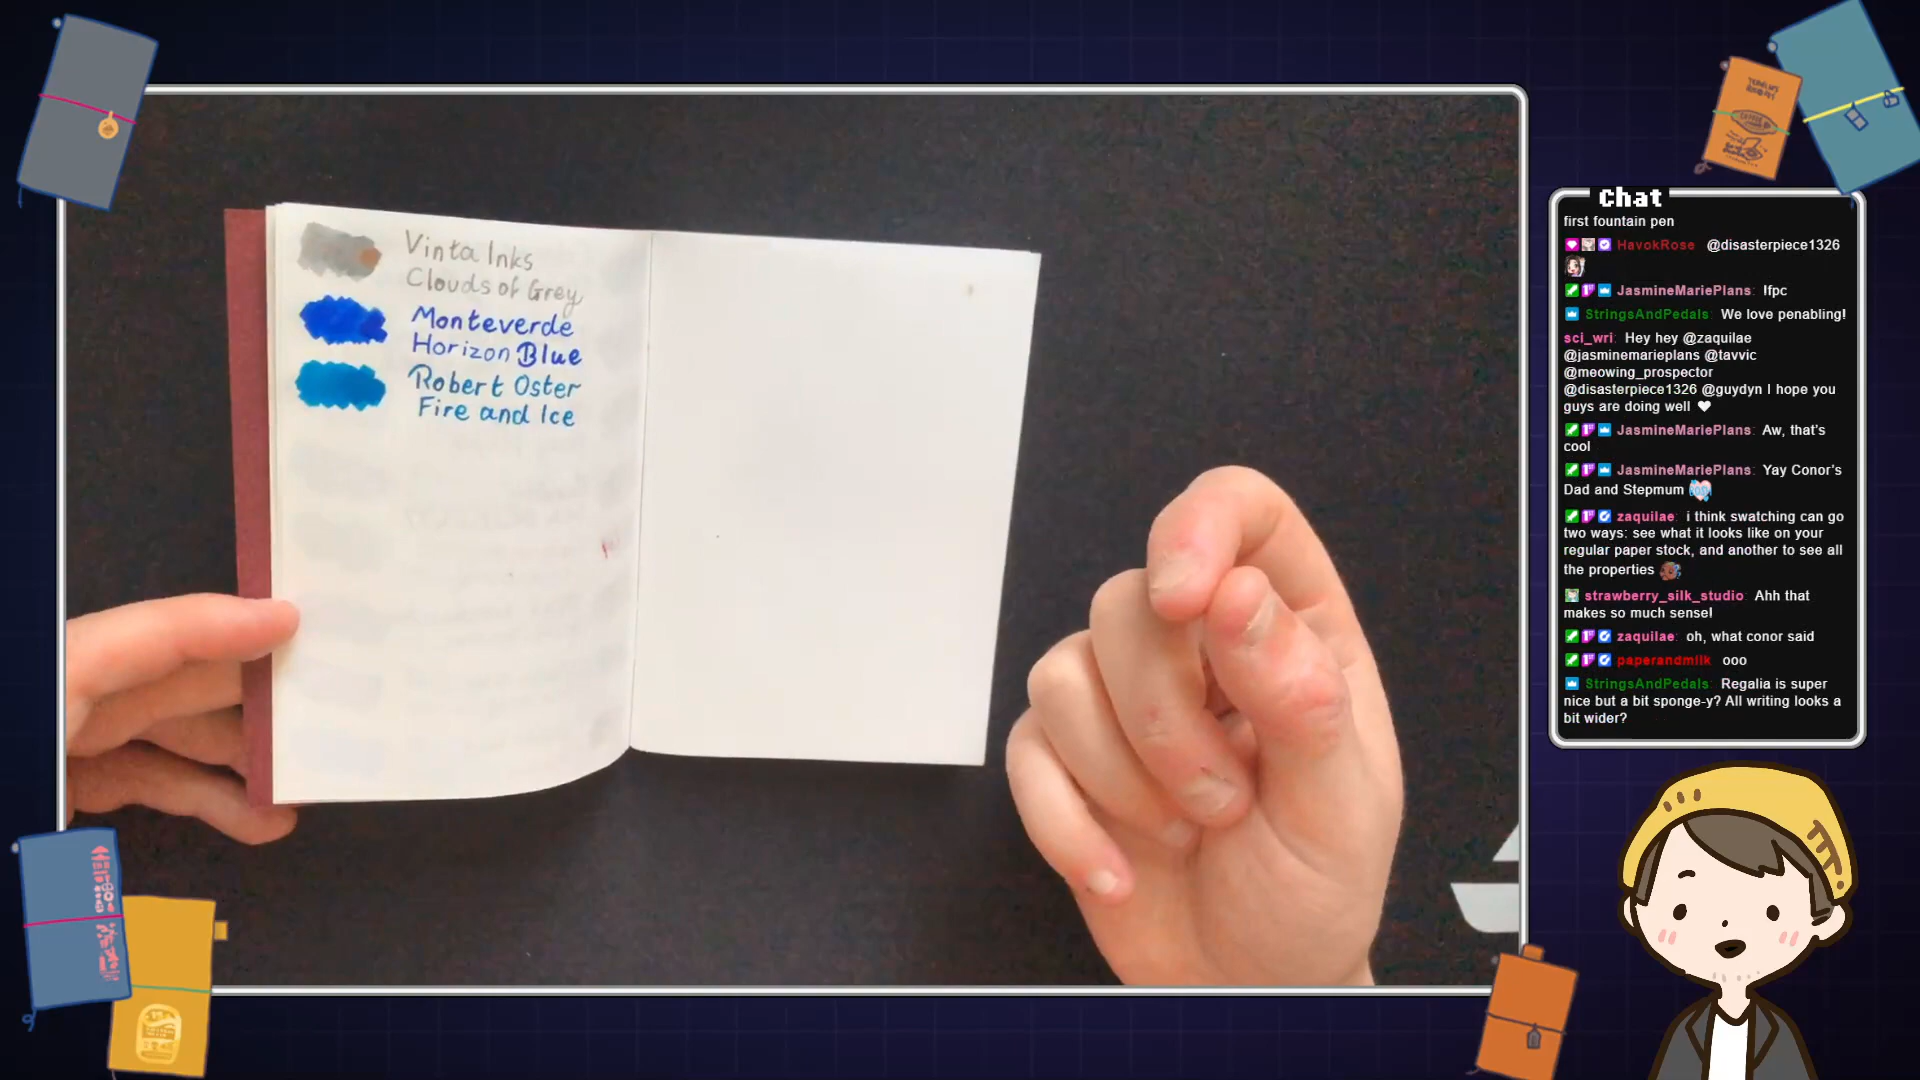 Vinta Inks
Clouds of Grey
Monteverde
Horizon Blue
Robert Oster
Fire and Ice
chat
first fountain pen
HavokRose @disasterpiece1326
JasmineMariePlans: !fpc
StringsAndPedals: We love penabling!
sci_wri: Hey hey @zaquilae
@jasminemarieplans @tavvic
@meowing_prospector
@disasterpiece1326 @guydyn I hope you
guys are doing well ♥
JasmineMariePlans: Aw, that's
cool
JasmineMariePlans: Yay Conor's
Dad and Stepmum
zaquilae: i think swatching can go
two ways: see what it looks like on your
regular paper stock, and another to see all
the properties
strawberry_silk_studio: Ahh that
makes so much sense!
zaquilae: oh, what conor said
paperandmilk: ooo
StringsAndPedals: Regalia is super
nice but a bit sponge-y? All writing looks a
bit wider?